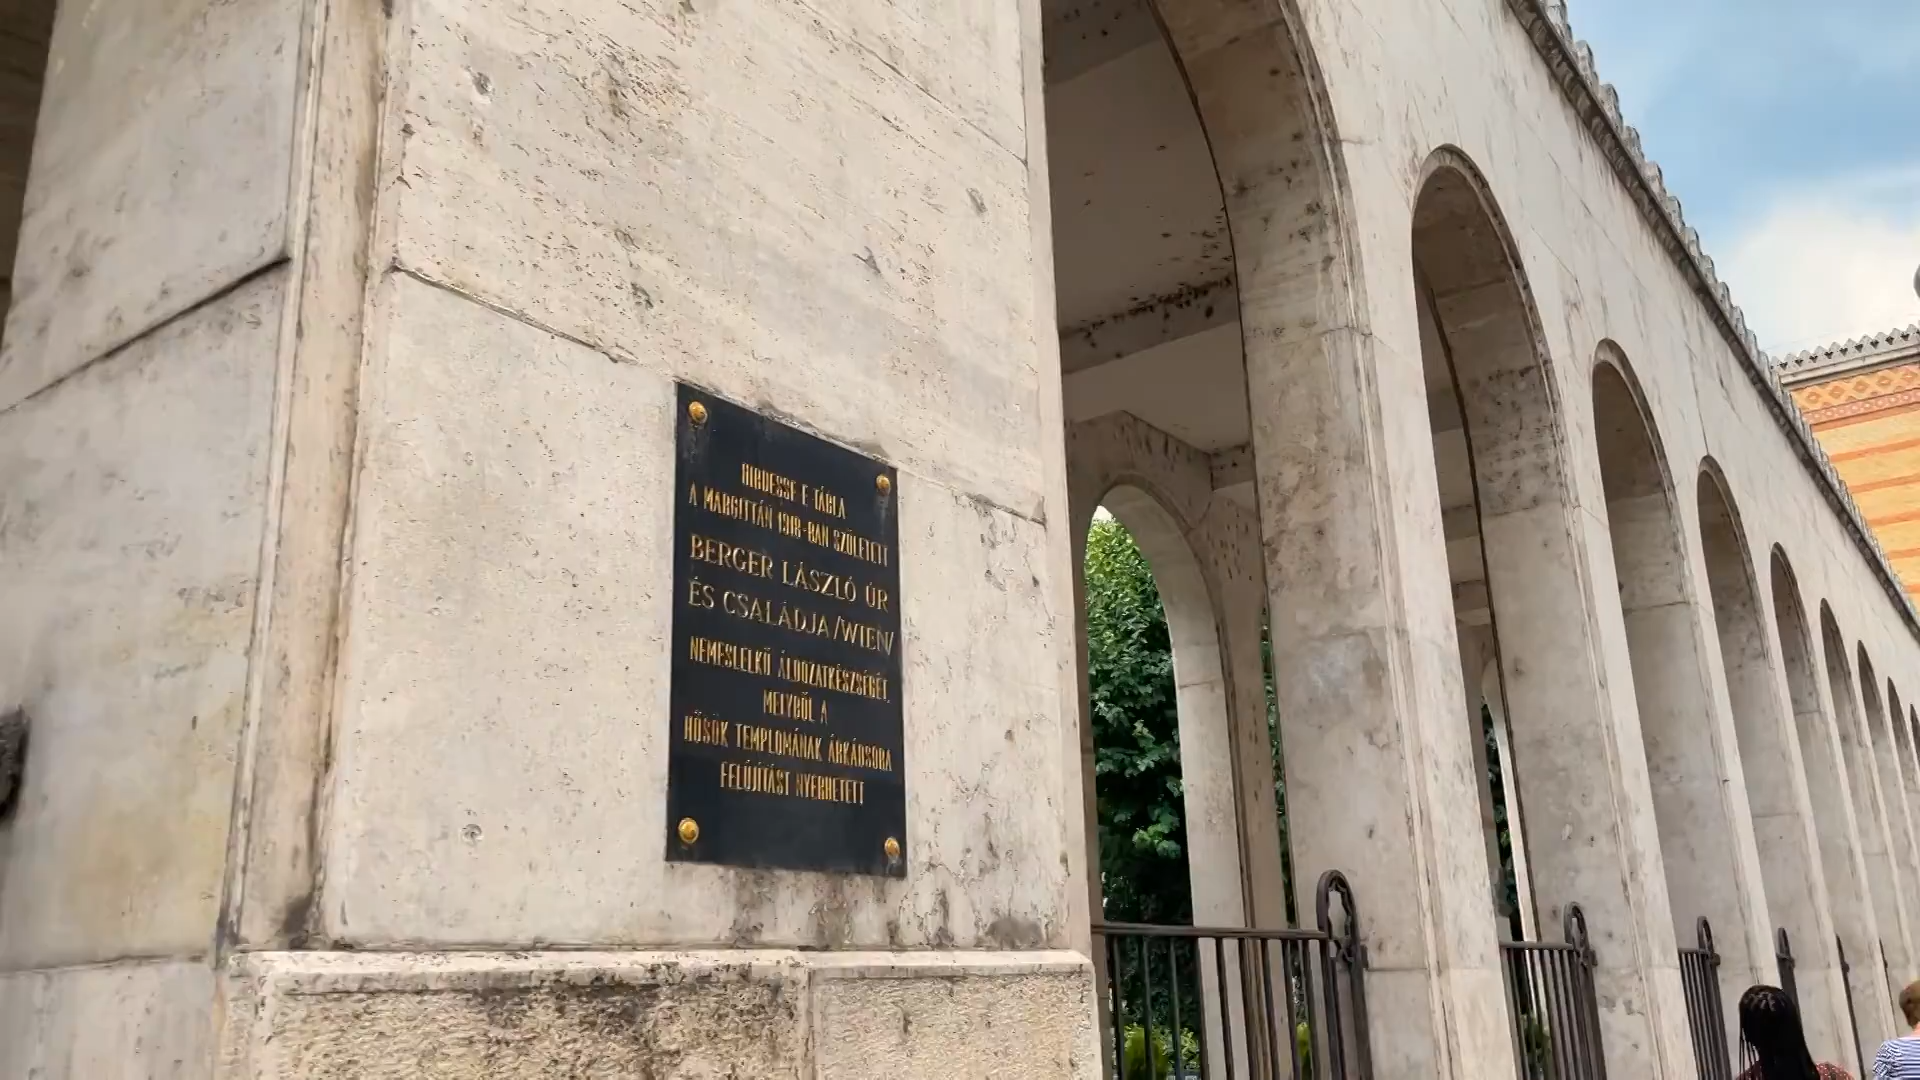 HIRDESSE E TÁBLA
A MARGITTÁN 1918-BAN SZÜLETETT
BERGER LÁSZLÓ ÚR
ÉS CSALÁDJA /WIEN/
NEMESLELKŰ ÁLDOZATKÉSZSÉGÉT,
MELYBŐL A
HŐSÖK TEMPLOMÁNAK ÁRKÁDSORA
FELÚJÍTÁST NYERHETETT